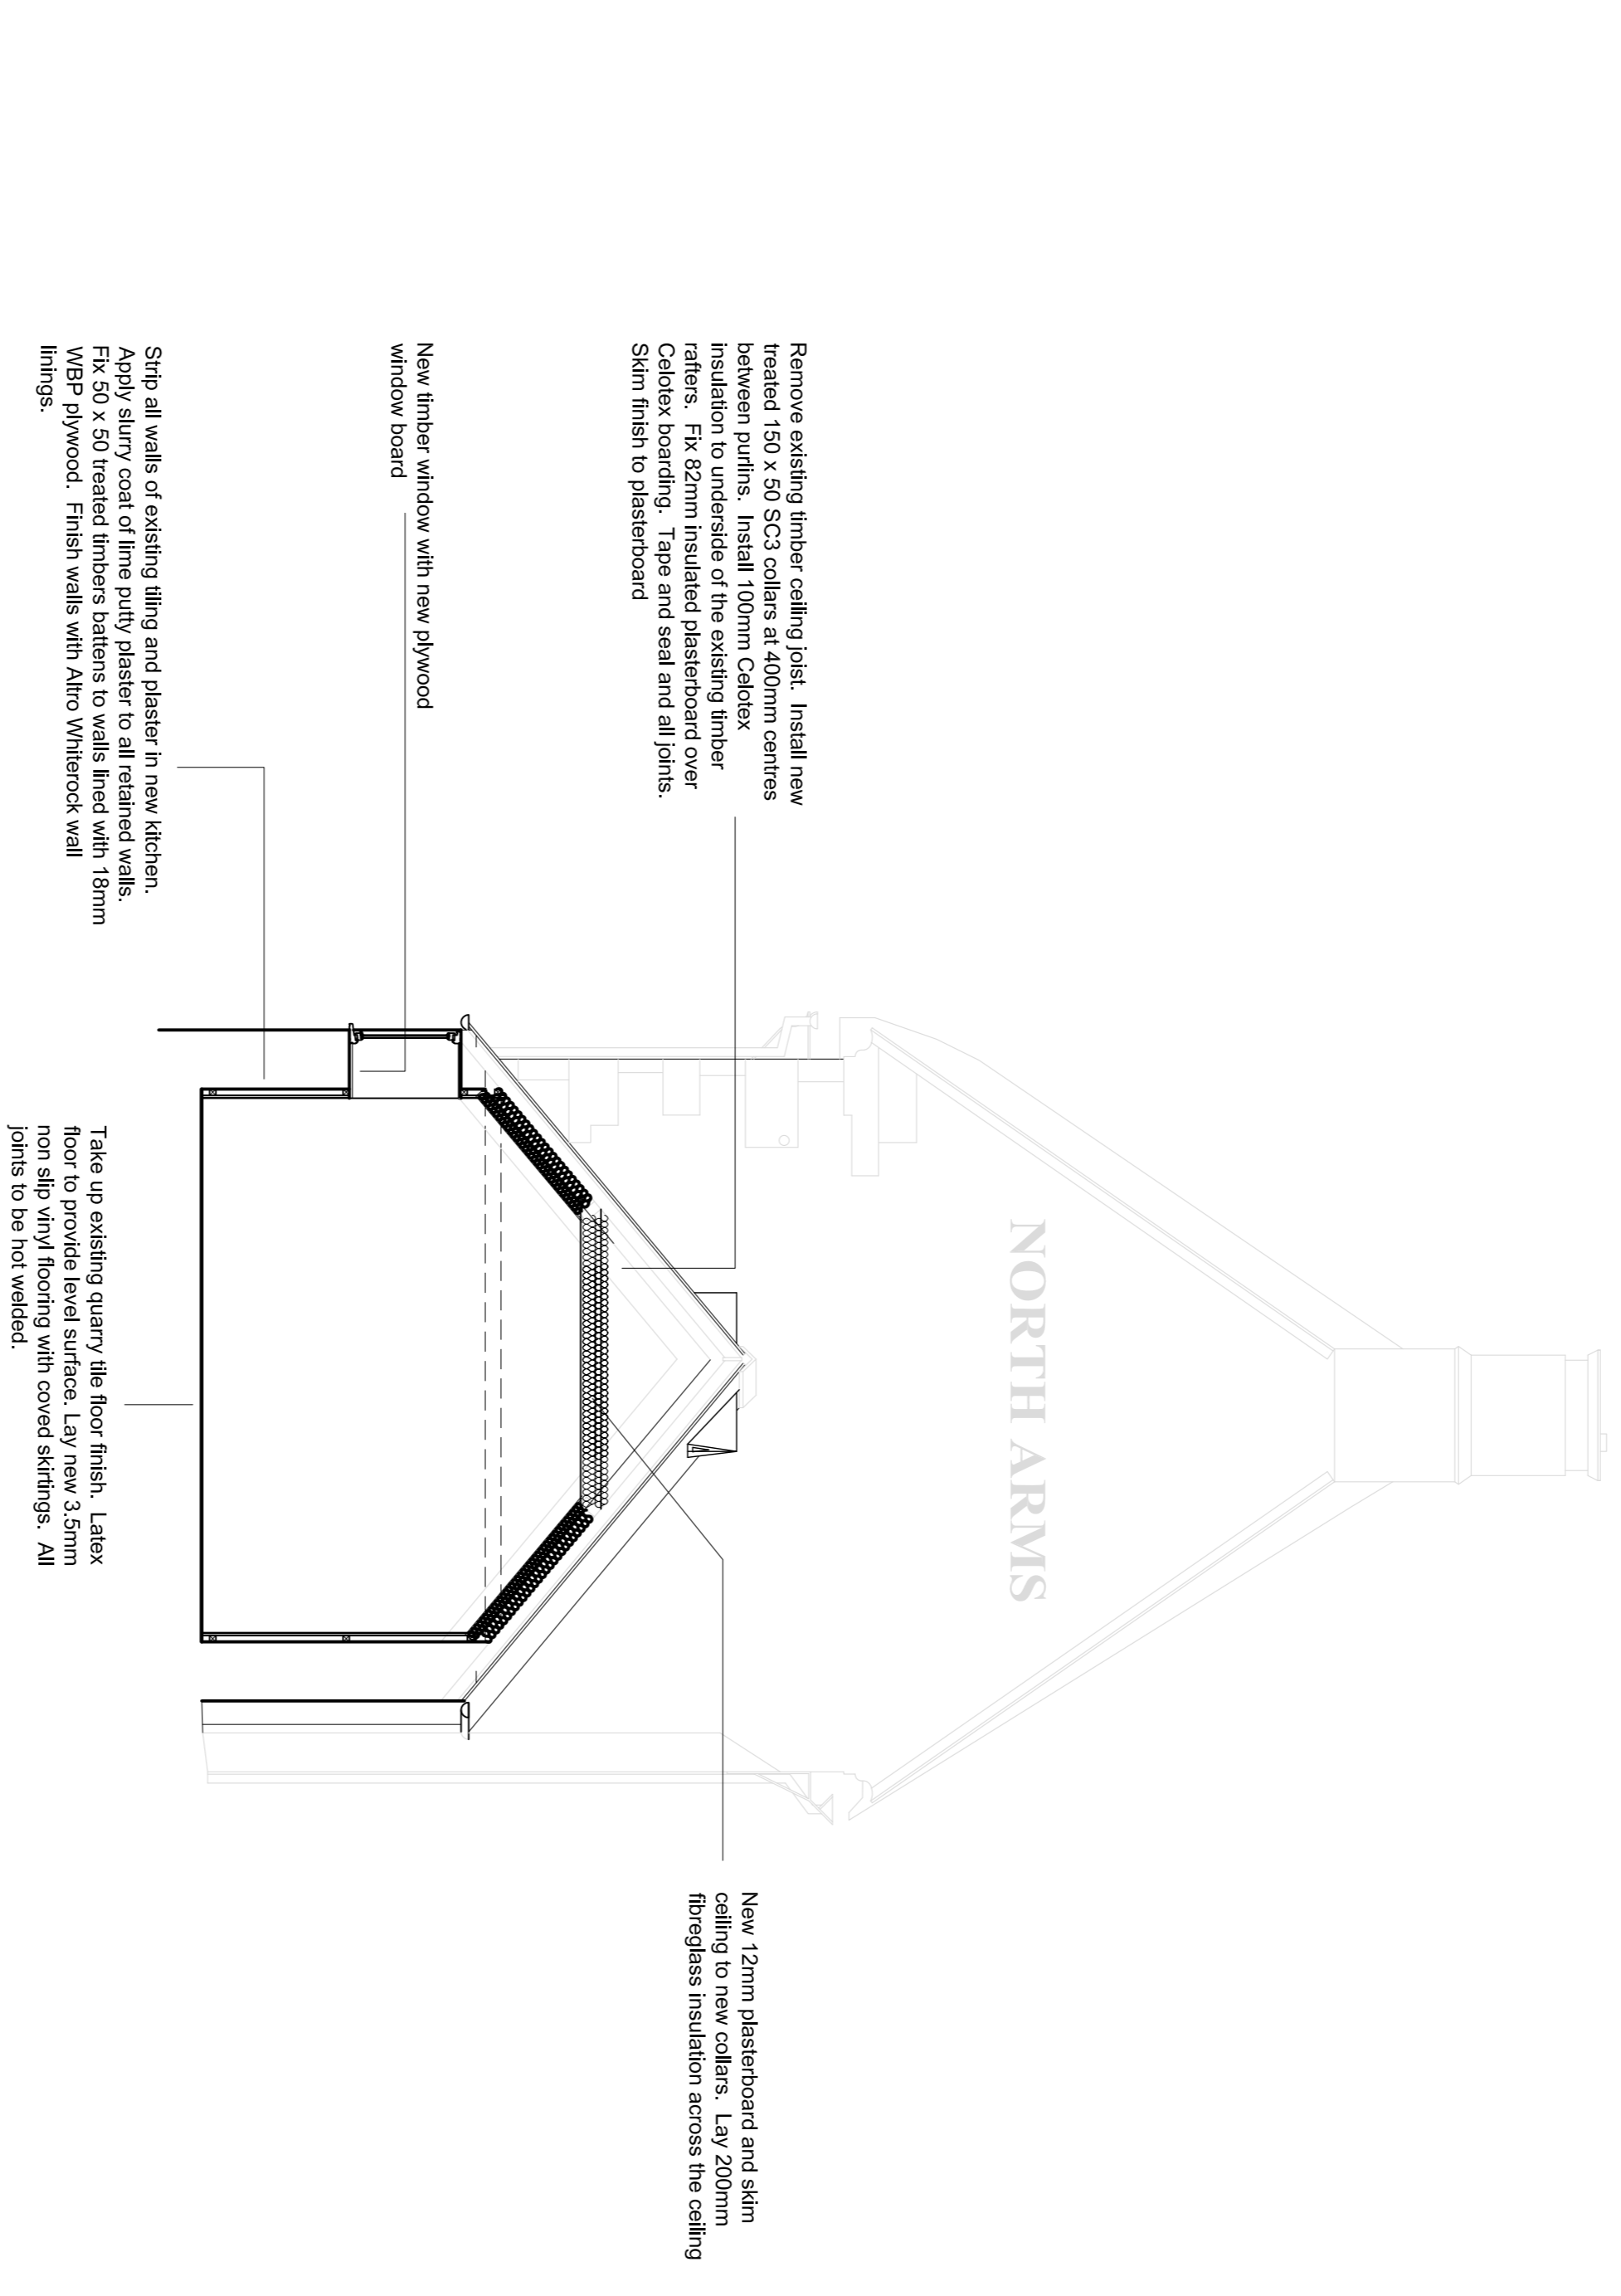 NORTH ARMS
Remove existing timber ceiling joist. Install new
treated 150 x 50 SC3 collars at 400mm centres
between purlins. Install 100mm Celotex
insulation to underside of the existing timber
rafters. Fix 82mm insulated plasterboard over
Celotex boarding. Tape and seal and all joints.
Skim finish to plasterboard
New 12mm plasterboard and skim
ceiling to new collars. Lay 200mm
fibreglass insulation across the ceiling
New timber window with new plywood
window board
Strip all walls of existing tiling and plaster in new kitchen.
Apply slurry coat of lime putty plaster to all retained walls.
Fix 50 x 50 treated timbers battens to walls lined with 18mm
WBP plywood. Finish walls with Altro Whiterock wall
linings.
Take up existing quarry tile floor finish. Latex
floor to provide level surface. Lay new 3.5mm
non slip vinyl flooring with coved skirtings. All
joints to be hot welded.